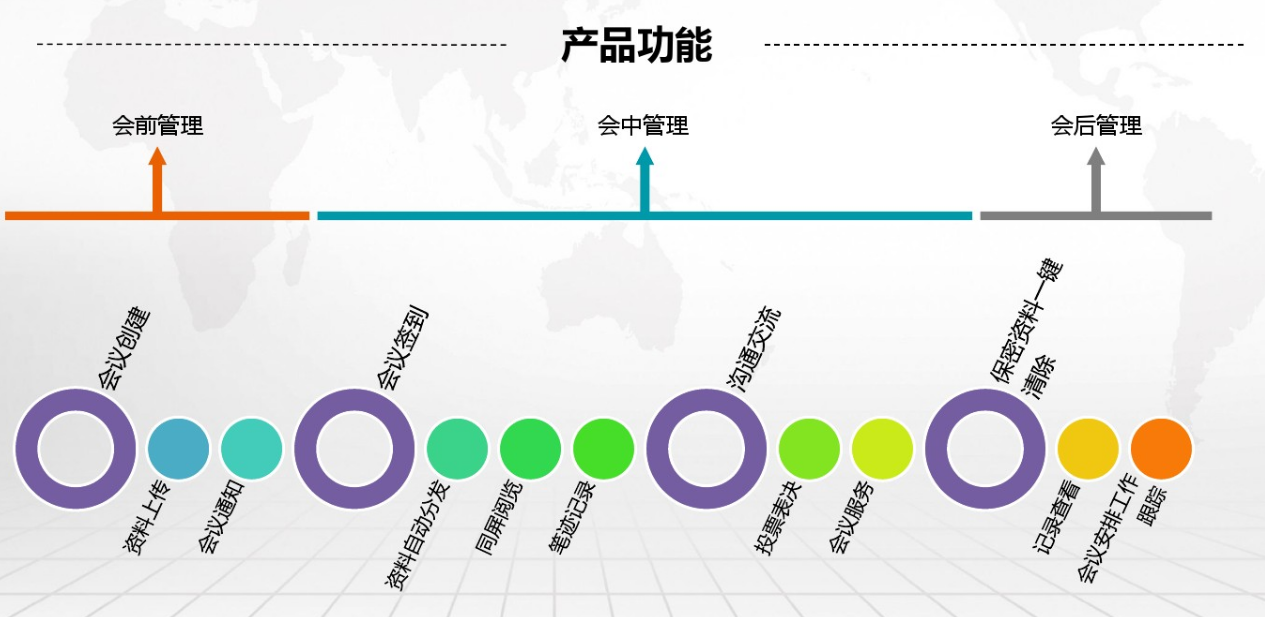 产品功能
会前管理
会中管理
会后管理
会议创建
资料上传
会议通知
会议签到
资料自动分发
同屏阅览
笔迹记录
沟通交流
投票表决
会议服务
保密资料一键
清除
记录查看
会议安排工作
跟踪